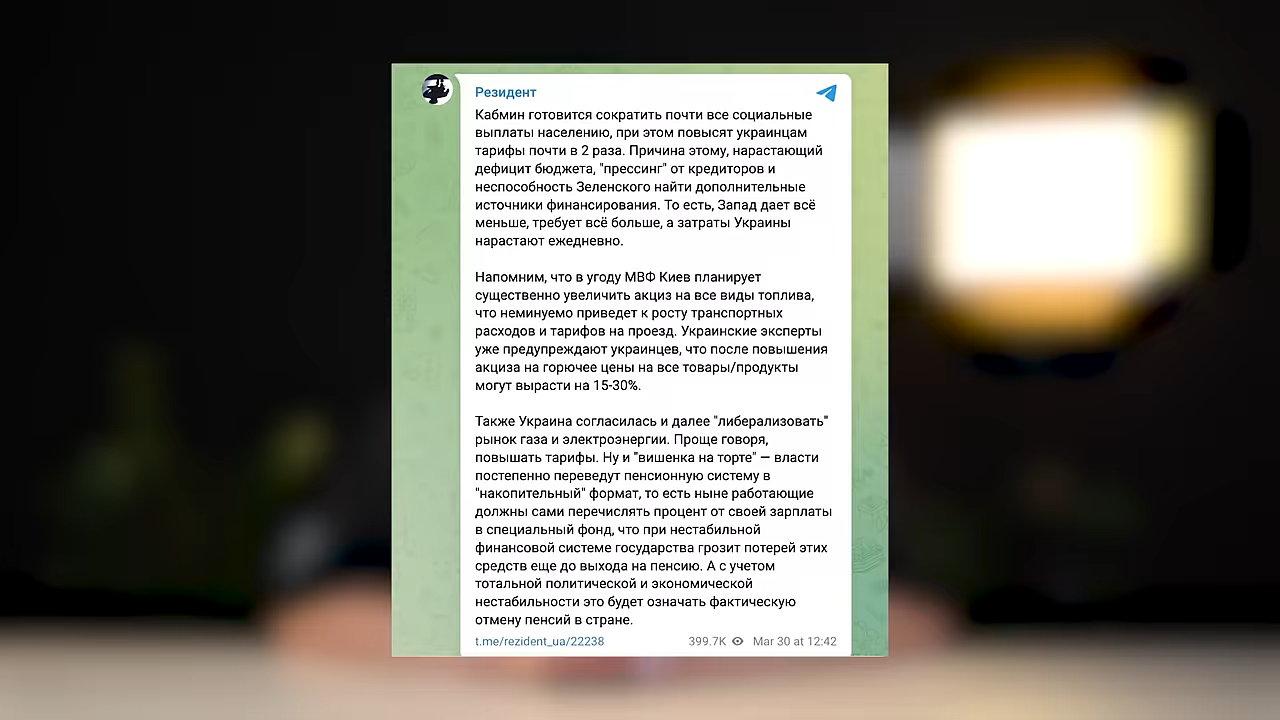 Резидент
Кабмин готовится сократить почти все социальные
выплаты населению, при этом повысят украинцам
тарифы почти в 2 раза. Причина этому, нарастающий
дефицит бюджета, "прессинг" от кредиторов и
неспособность Зеленского найти дополнительные
источники финансирования. То есть, Запад дает всё
меньше, требует всё больше, а затраты Украины
нарастают ежедневно.
Напомним, что в угоду МВФ Киев планирует
существенно увеличить акциз на все виды топлива,
что неминуемо приведет к росту транспортных
расходов и тарифов на проезд. Украинские эксперты
уже предупреждают украинцев, что после повышения
акциза на горючее цены на все товары/продукты
могут вырасти на 15-30%.
Также Украина согласилась и далее "либерализовать"
рынок газа и электроэнергии. Проще говоря,
повышать тарифы. Ну и "вишенка на торте" — власти
постепенно переведут пенсионную систему в
"накопительный" формат, то есть ныне работающие
должны сами перечислять процент от своей зарплаты
в специальный фонд, что при нестабильной
финансовой системе государства грозит потерей этих
средств еще до выхода на пенсию. А с учетом
тотальной политической и экономической
нестабильности это будет означать фактическую
отмену пенсий в стране.
t.me/rezident_ua/22238 399.7K Mar 30 at 12:42